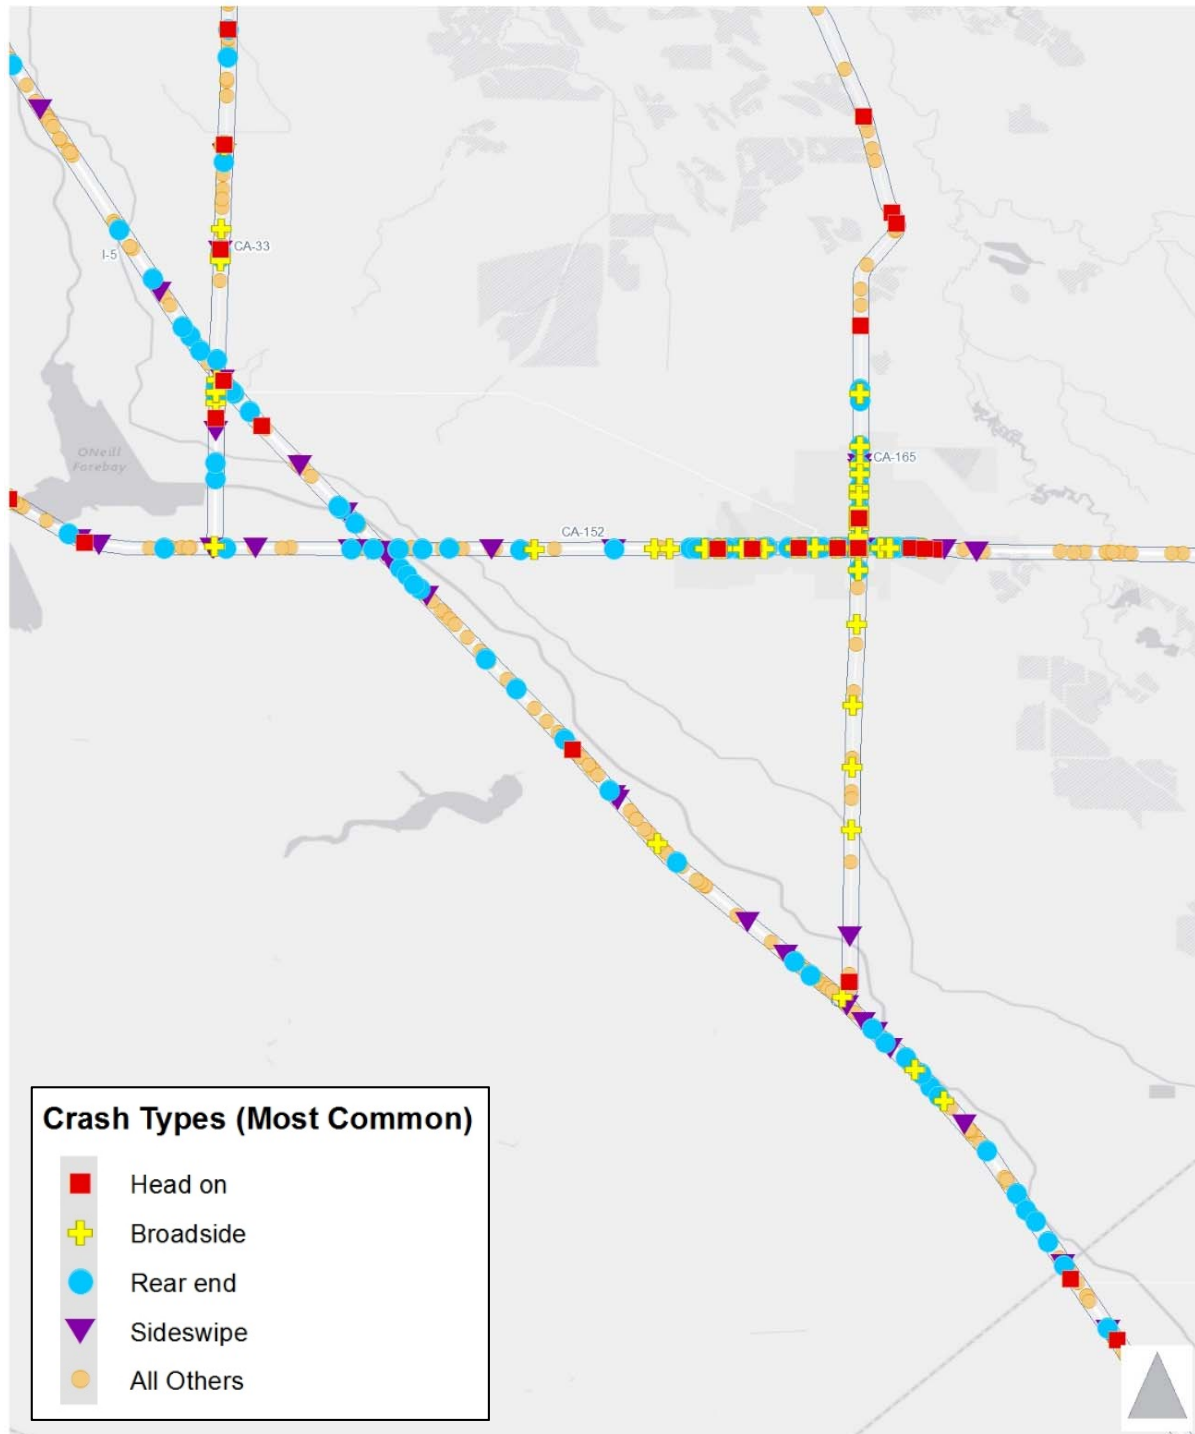 CA-33
I-5
ONeill
Forebay
CA-165
CA-152
Crash Types (Most Common)
Head on
Broadside
Rear end
Sideswipe
All Others